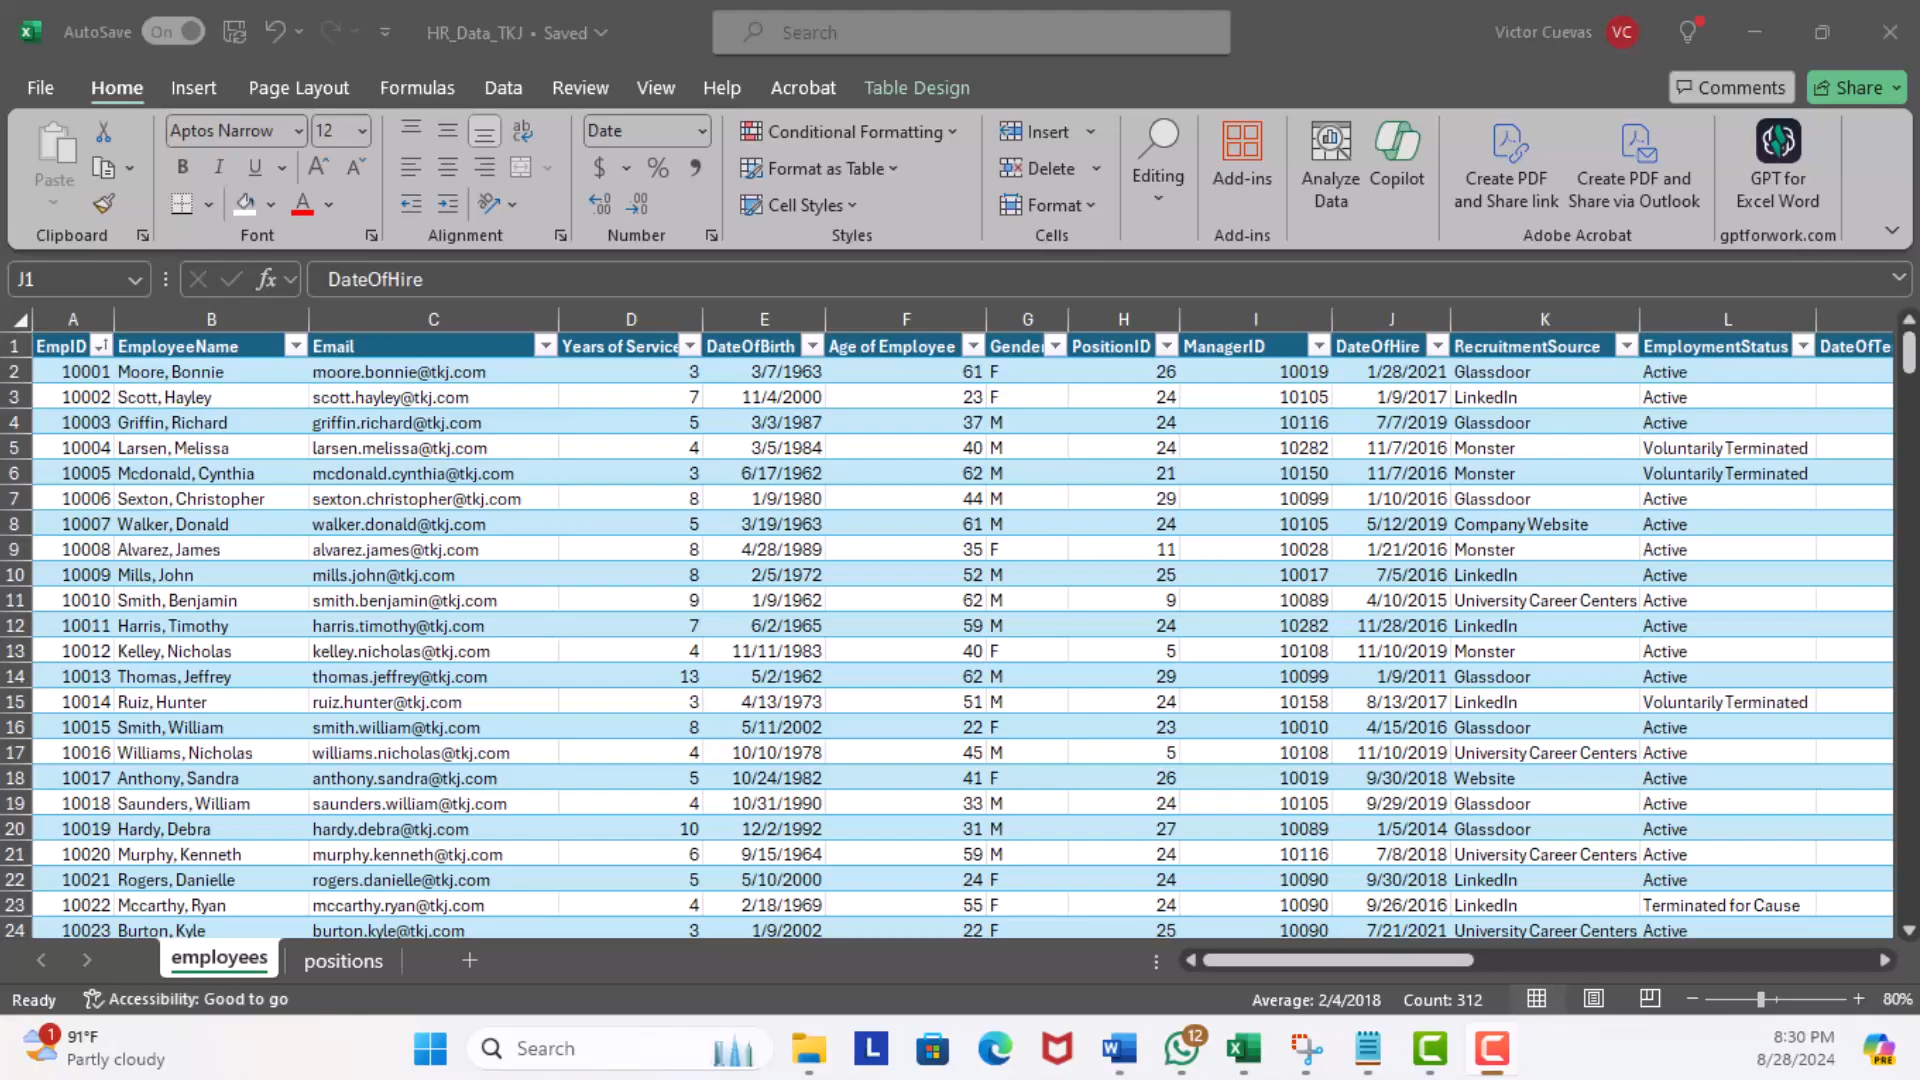 AutoSave On HR_Data_TKJ • Saved Search Victor Cuevas VC
File Home Insert Page Layout Formulas Data Review View Help Acrobat Table Design Comments Share
Paste Clipboard
Aptos Narrow 12 B I U A A A Font
ab Alignment
Date $ % , .00 .00 Number
Conditional Formatting
Format as Table
Cell Styles
Styles
Insert
Delete
Format
Cells
Editing
Add-ins
Add-ins
Analyze Data
Copilot
Create PDF and Share link
Create PDF and Share via Outlook
Adobe Acrobat
GPT for Excel Word
gptforwork.com
J1 fx DateOfHire
A B C D E F G H I J K L
1 EmpID EmployeeName Email Years of Service DateOfBirth Age of Employee Gender PositionID ManagerID DateOfHire RecruitmentSource EmploymentStatus DateOfTe
2 10001 Moore, Bonnie moore.bonnie@tkj.com 3 3/7/1963 61 F 26 10019 1/28/2021 Glassdoor Active
3 10002 Scott, Hayley scott.hayley@tkj.com 7 11/4/2000 23 F 24 10105 1/9/2017 LinkedIn Active
4 10003 Griffin, Richard griffin.richard@tkj.com 5 3/3/1987 37 M 24 10116 7/7/2019 Glassdoor Active
5 10004 Larsen, Melissa larsen.melissa@tkj.com 4 3/5/1984 40 M 24 10282 11/7/2016 Monster Voluntarily Terminated
6 10005 Mcdonald, Cynthia mcdonald.cynthia@tkj.com 3 6/17/1962 62 M 21 10150 11/7/2016 Monster Voluntarily Terminated
7 10006 Sexton, Christopher sexton.christopher@tkj.com 8 1/9/1980 44 M 29 10099 1/10/2016 Glassdoor Active
8 10007 Walker, Donald walker.donald@tkj.com 5 3/19/1963 61 M 24 10105 5/12/2019 Company Website Active
9 10008 Alvarez, James alvarez.james@tkj.com 8 4/28/1989 35 F 11 10028 1/21/2016 Monster Active
10 10009 Mills, John mills.john@tkj.com 8 2/5/1972 52 M 25 10017 7/5/2016 LinkedIn Active
11 10010 Smith, Benjamin smith.benjamin@tkj.com 9 1/9/1962 62 M 9 10089 4/10/2015 University Career Centers Active
12 10011 Harris, Timothy harris.timothy@tkj.com 7 6/2/1965 59 M 24 10282 11/28/2016 LinkedIn Active
13 10012 Kelley, Nicholas kelley.nicholas@tkj.com 4 11/11/1983 40 F 5 10108 11/10/2019 Monster Active
14 10013 Thomas, Jeffrey thomas.jeffrey@tkj.com 13 5/2/1962 62 M 29 10099 1/9/2011 Glassdoor Active
15 10014 Ruiz, Hunter ruiz.hunter@tkj.com 3 4/13/1973 51 M 24 10158 8/13/2017 LinkedIn Voluntarily Terminated
16 10015 Smith, William smith.william@tkj.com 8 5/11/2002 22 F 23 10010 4/15/2016 Glassdoor Active
17 10016 Williams, Nicholas williams.nicholas@tkj.com 4 10/10/1978 45 M 5 10108 11/10/2019 University Career Centers Active
18 10017 Anthony, Sandra anthony.sandra@tkj.com 5 10/24/1982 41 F 26 10019 9/30/2018 Website Active
19 10018 Saunders, William saunders.william@tkj.com 4 10/31/1990 33 M 24 10105 9/29/2019 Glassdoor Active
20 10019 Hardy, Debra hardy.debra@tkj.com 10 12/2/1992 31 M 27 10089 1/5/2014 Glassdoor Active
21 10020 Murphy, Kenneth murphy.kenneth@tkj.com 6 9/15/1964 59 M 24 10116 7/8/2018 University Career Centers Active
22 10021 Rogers, Danielle rogers.danielle@tkj.com 5 5/10/2000 24 F 24 10090 9/30/2018 LinkedIn Active
23 10022 Mccarthy, Ryan mccarthy.ryan@tkj.com 4 2/18/1969 55 F 24 10090 9/26/2016 LinkedIn Terminated for Cause
24 10023 Burton, Kyle burton.kyle@tkj.com 3 1/9/2002 22 F 25 10090 7/21/2021 University Career Centers Active
employees positions
Ready Accessibility: Good to go Average: 2/4/2018 Count: 312 80%
1 91°F Partly cloudy
Search L W 12 X
8:30 PM
8/28/2024
PRE